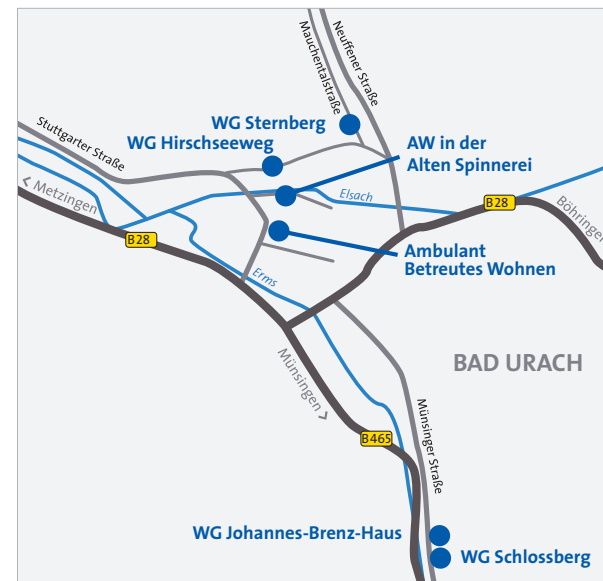 Mauchentalstraße
Neuffener Straße
Stuttgarter Straße
WG Sternberg
WG Hirschseeweg
AW in der
Alten Spinnerei
< Metzingen
Elsach
B28
Böhringen
B28
Ambulant
Betreutes Wohnen
Erms
BAD URACH
Münsingen >
Münsinger Straße
B465
WG Johannes-Brenz-Haus
WG Schlossberg